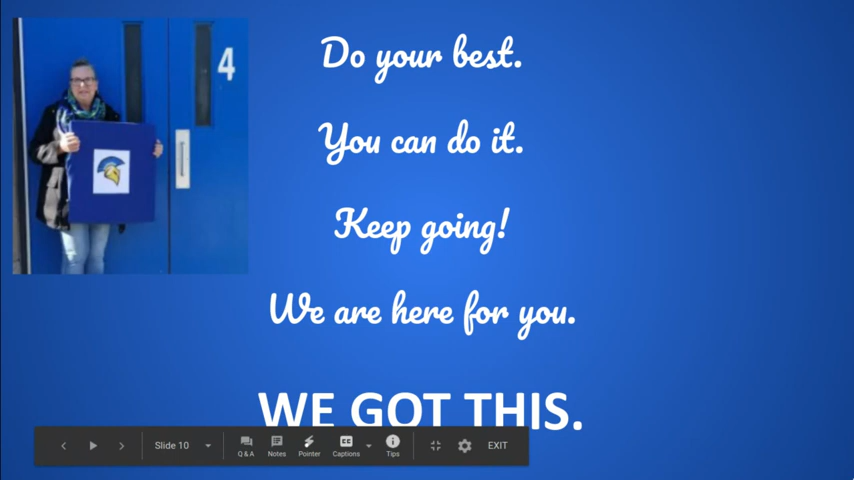 4
Do your best.
You can do it.
Keep going!
We are here for you.
WE GOT THIS.
Slide 10
Q & A
Notes
Pointer
CC
Captions
Tips
EXIT